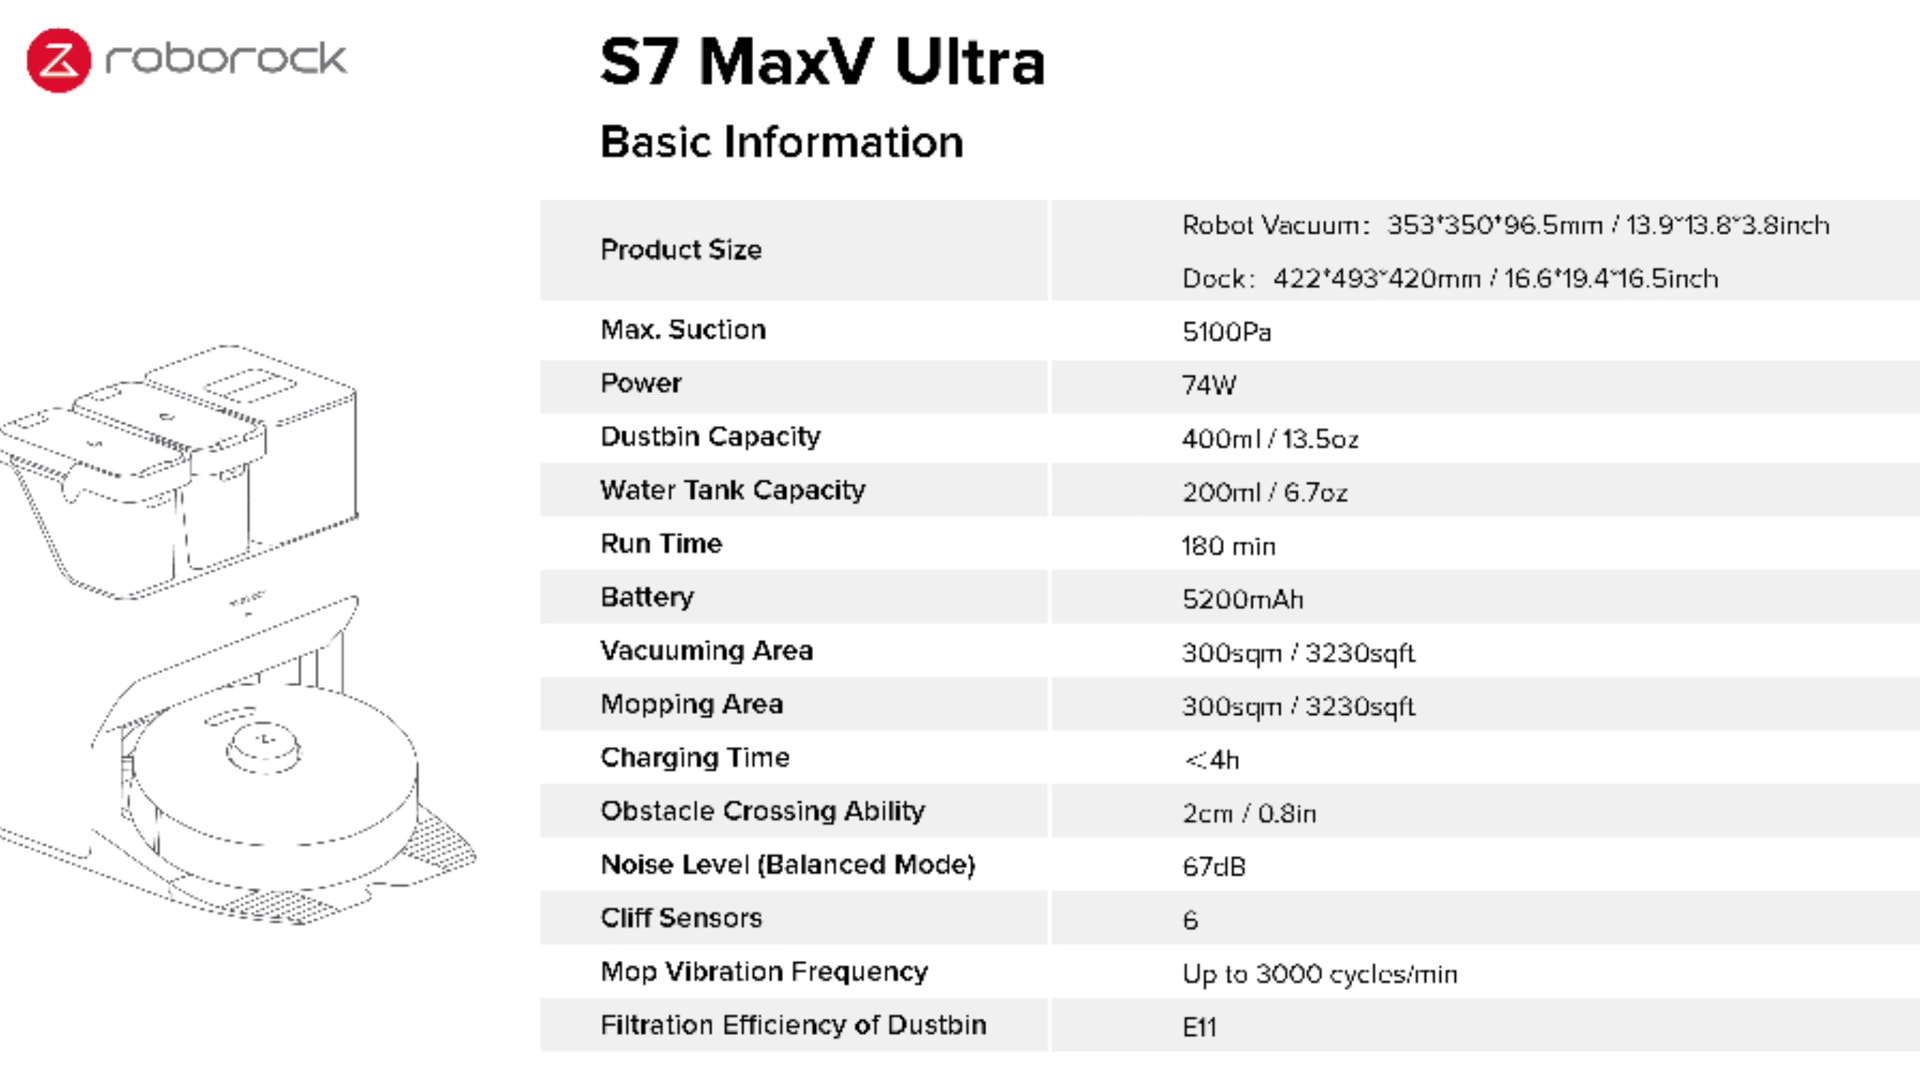 roborock
S7 MaxV Ultra
Basic Information
Product Size
Robot Vacuum: 353*350*96.5mm / 13.9*13.8*3.8inch
Dock: 422*493*420mm / 16.6*19.4*16.5inch
Max. Suction 5100Pa
Power 74W
Dustbin Capacity 400ml / 13.5oz
Water Tank Capacity 200ml / 6.7oz
Run Time 180 min
Battery 5200mAh
Vacuuming Area 300sqm / 3230sqft
Mopping Area 300sqm / 3230sqft
Charging Time <4h
Obstacle Crossing Ability 2cm / 0.8in
Noise Level (Balanced Mode) 67dB
Cliff Sensors 6
Mop Vibration Frequency Up to 3000 cycles/min
Filtration Efficiency of Dustbin E11